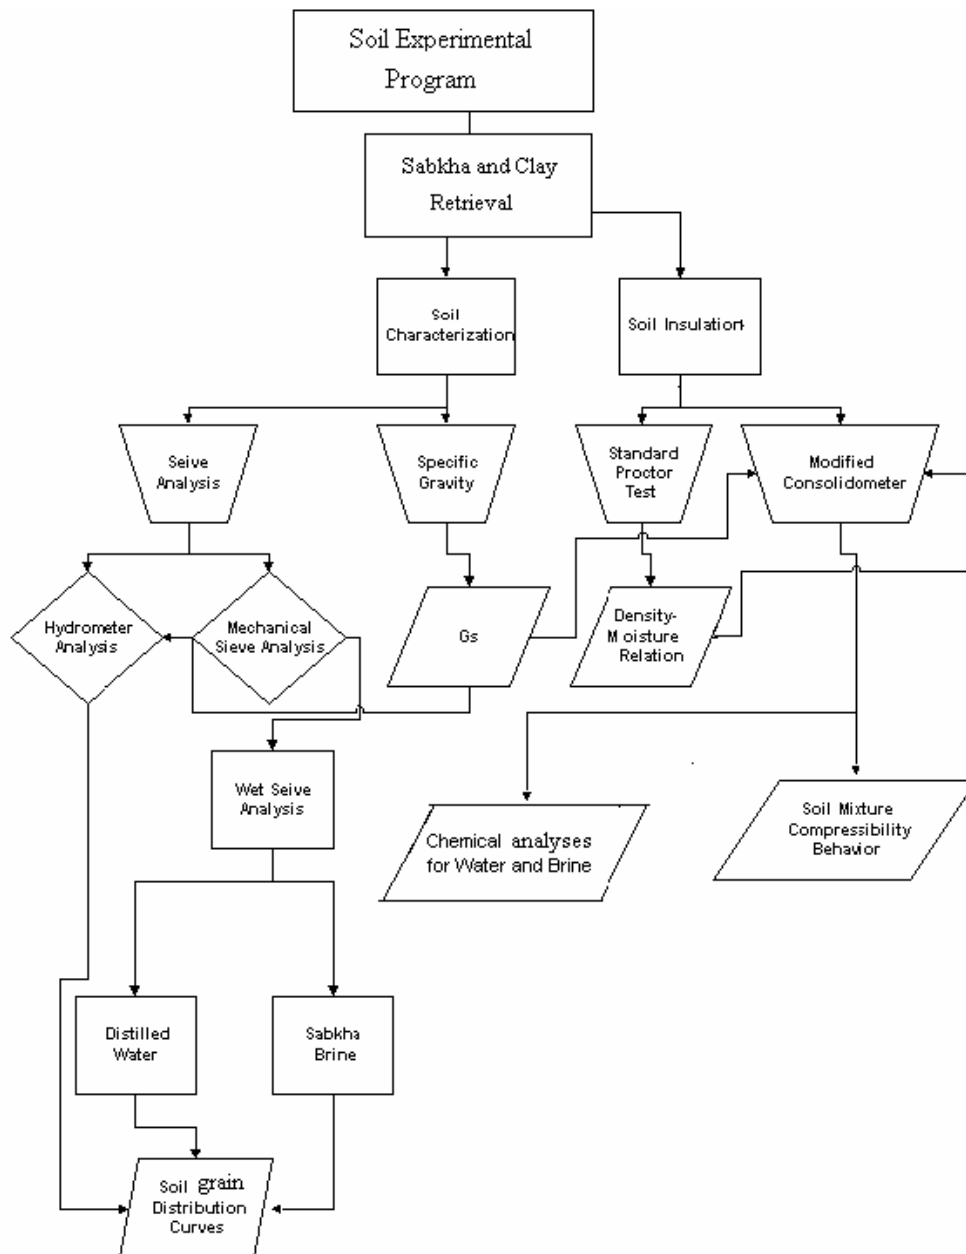 Soil Experimental
Program
Sabkha and Clay
Retrieval
Soil
Characterization
Soil Insulation
Seive
Analysis
Specific
Gravity
Standard
Proctor
Test
Modified
Consolidometer
Hydrometer
Analysis
Mechanical
Sieve Analysis
Gs
Density-
Moisture
Relation
Wet Seive
Analysis
Chemical analyses
for Water and Brine
Soil Mixture
Compressibility
Behavior
Distilled
Water
Sabkha
Brine
Soil grain
Distribution
Curves